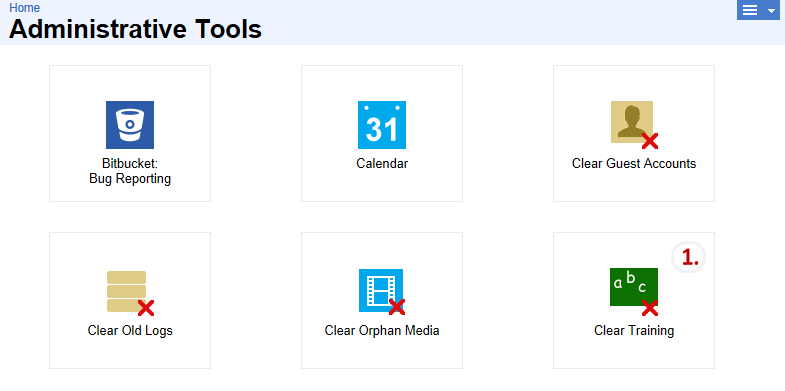 Home
Administrative Tools
31
Bitbucket:
Bug Reporting
Calendar
Clear Guest Accounts
1.
a b c
Clear Old Logs
Clear Orphan Media
Clear Training